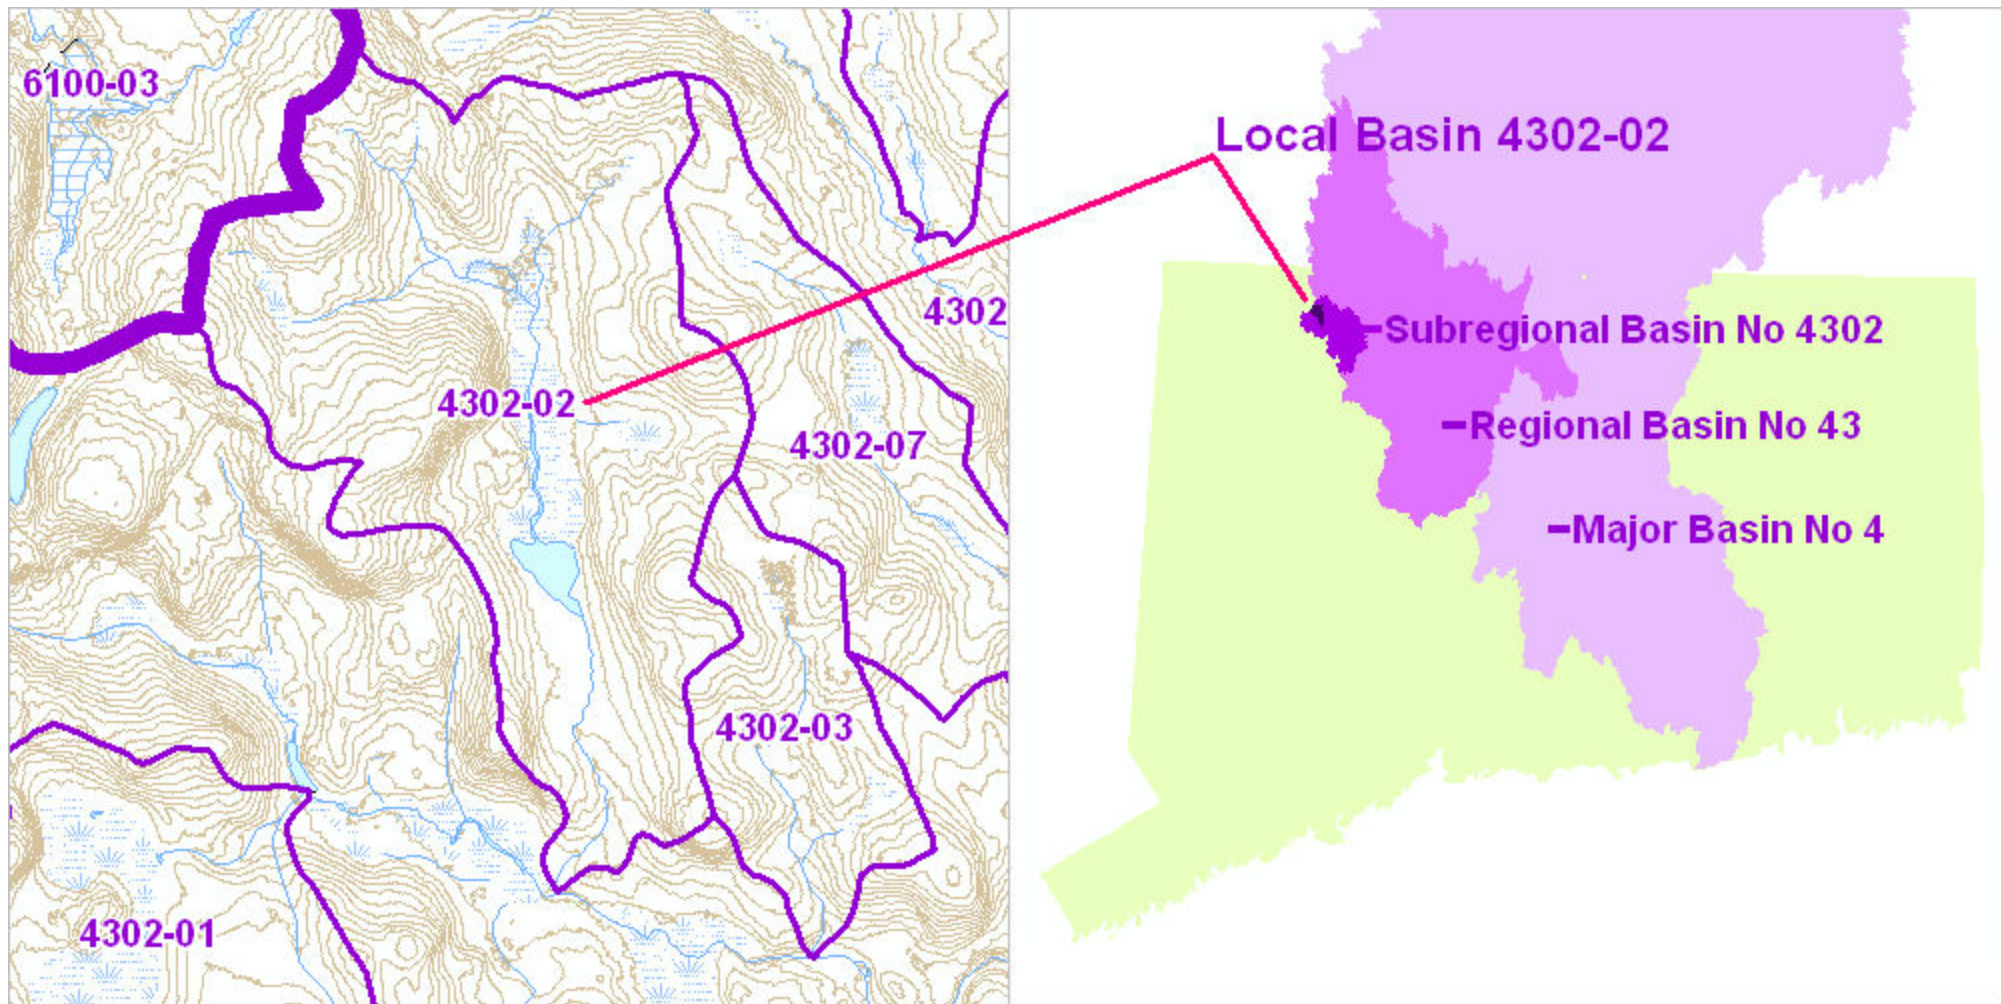 6100-03
Local Basin 4302-02
4302
Subregional Basin No 4302
4302-02
Regional Basin No 43
4302-07
Major Basin No 4
4302-03
4302-01